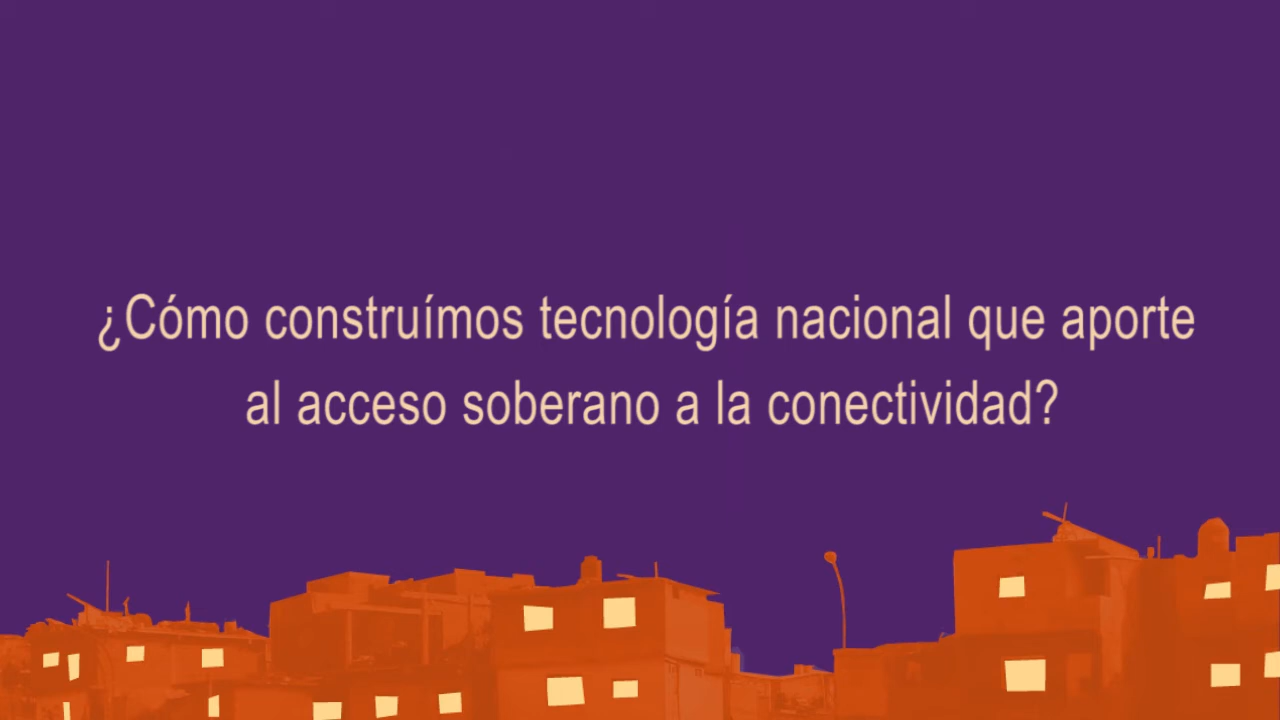 ¿Cómo construímos tecnología nacional que aporte
al acceso soberano a la conectividad?